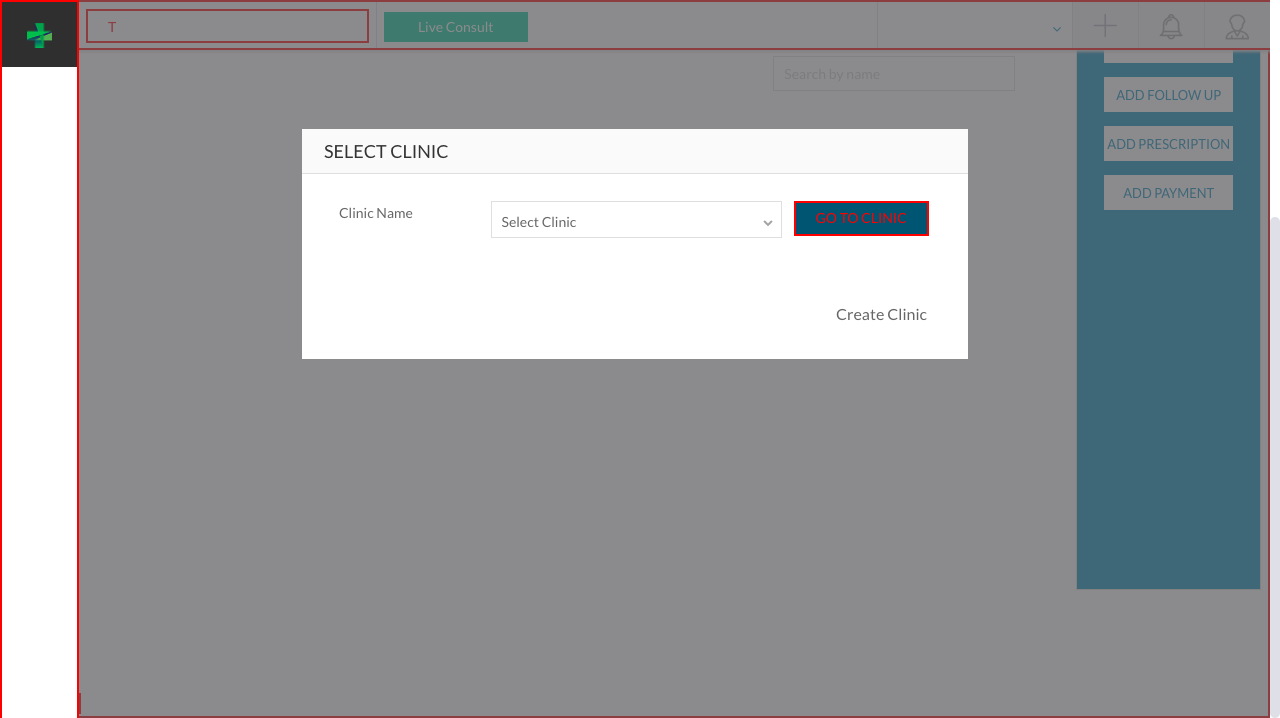 T
Live Consult
Search by name
ADD FOLLOW UP
ADD PRESCRIPTION
ADD PAYMENT
SELECT CLINIC
Clinic Name
Select Clinic
GO TO CLINIC
Create Clinic